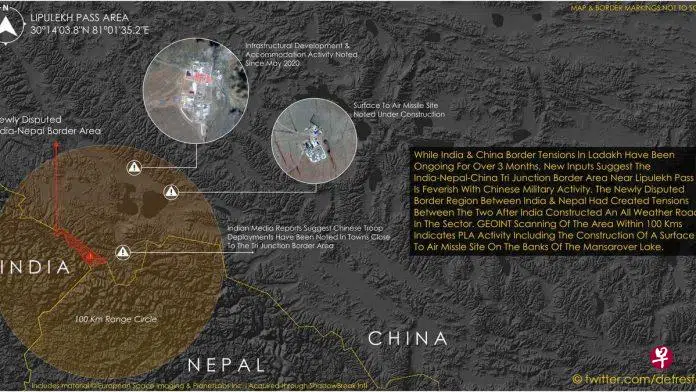 N
LIPULEKH PASS AREA
30°14'03.8"N 81°01'35.2"E
MAP & BORDER MARKINGS NOT TO SC
Infrastructural Development &
Accommodation Activity Noted
Since May 2020
Surface To Air Missile Site
Noted Under Construction
Newly Disputed
India-Nepal Border Area
While India & China Border Tensions In Ladakh Have Been
Ongoing For Over 3 Months, New Inputs Suggest The
India-Nepal-China Tri Junction Border Area Near Lipulekh Pass
Is Feverish With Chinese Military Activity. The Newly Disputed
Border Region Between India & Nepal Had Created Tensions
Between The Two After India Constructed An All Weather Road
In The Sector. GEOINT Scanning Of The Area Within 100 Kms
Indicates PLA Activity Including The Construction Of A Surface
To Air Missle Site On The Banks Of The Mansarover Lake.
Indian Media Reports Suggest Chinese Troop
Deployments Have Been Noted In Towns Close
To The Tri Junction Border Area
INDIA
100 Km Range Circle
CHINA
NEPAL
早
Includes material © European Space Imaging & PlanetLabs Inc. | Acquired through ShadowBreak Intl
© twitter.com/detresf